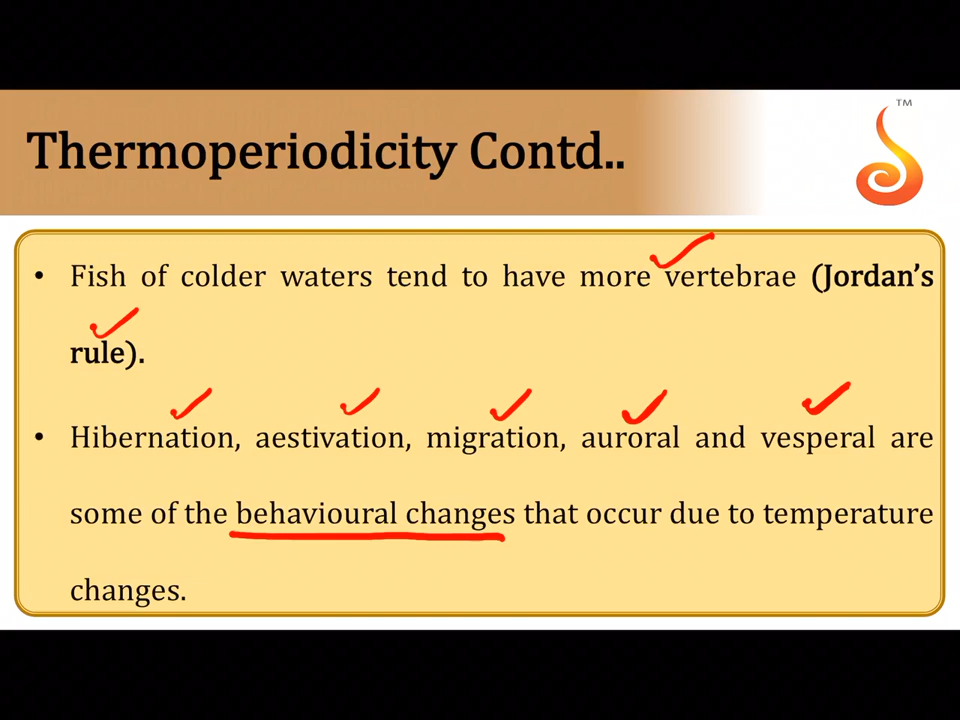 TM
Thermoperiodicity Contd..
• Fish of colder waters tend to have more vertebrae (Jordan's
rule).
• Hibernation, aestivation, migration, auroral and vesperal are
some of the behavioural changes that occur due to temperature
changes.